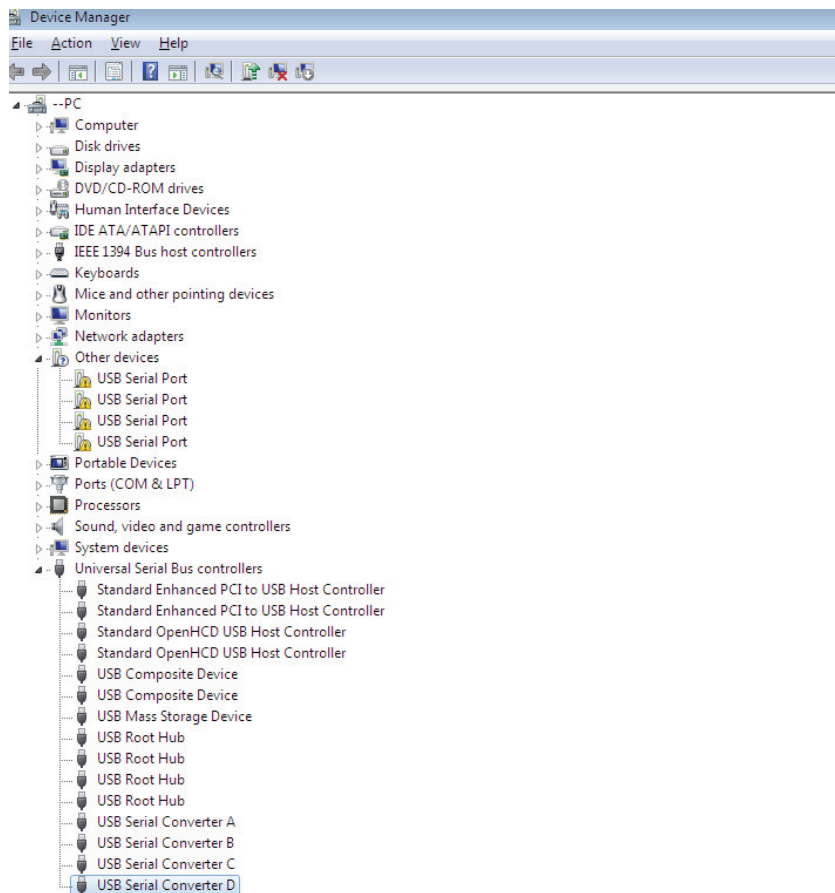 Device Manager
File Action View Help
--PC
Computer
Disk drives
Display adapters
DVD/CD-ROM drives
Human Interface Devices
IDE ATA/ATAPI controllers
IEEE 1394 Bus host controllers
Keyboards
Mice and other pointing devices
Monitors
Network adapters
Other devices
USB Serial Port
USB Serial Port
USB Serial Port
USB Serial Port
Portable Devices
Ports (COM & LPT)
Processors
Sound, video and game controllers
System devices
Universal Serial Bus controllers
Standard Enhanced PCI to USB Host Controller
Standard Enhanced PCI to USB Host Controller
Standard OpenHCD USB Host Controller
Standard OpenHCD USB Host Controller
USB Composite Device
USB Composite Device
USB Mass Storage Device
USB Root Hub
USB Root Hub
USB Root Hub
USB Root Hub
USB Serial Converter A
USB Serial Converter B
USB Serial Converter C
USB Serial Converter D